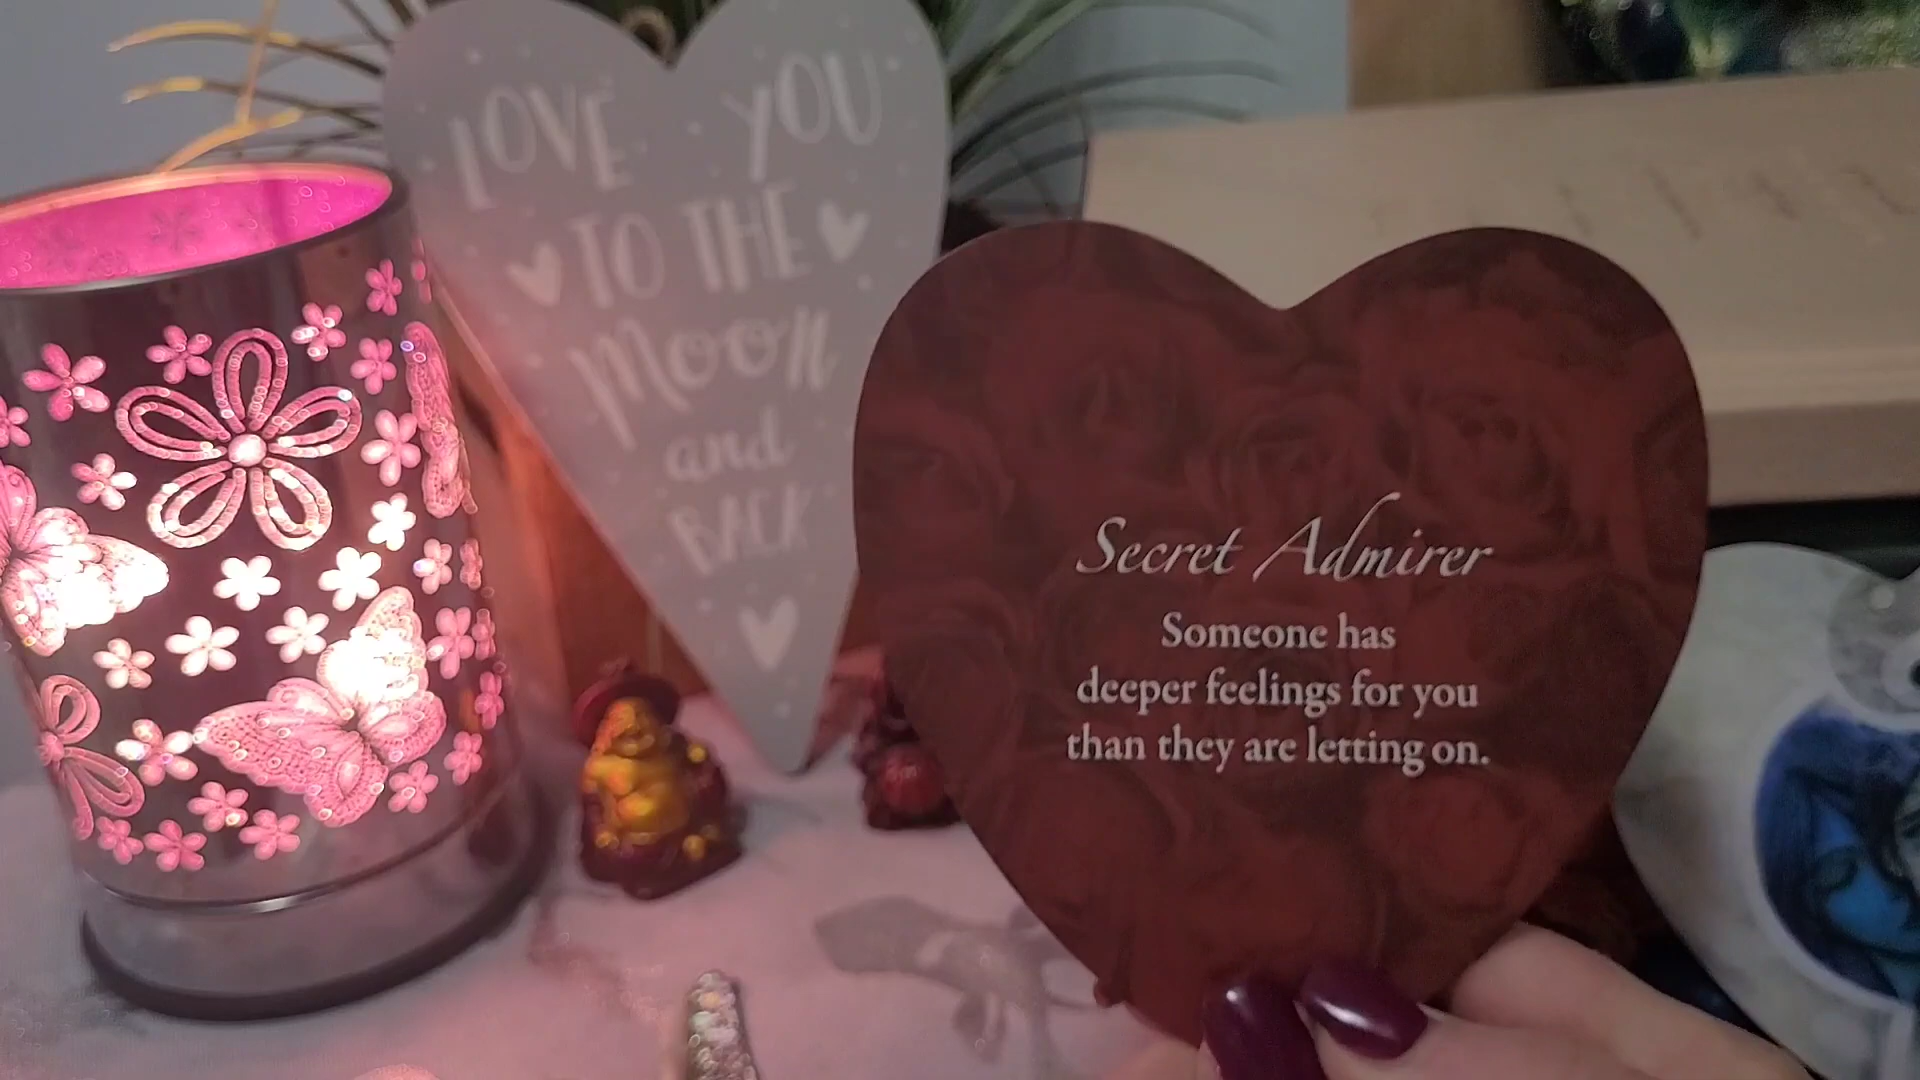 LOVE YOU
TO THE
Moon
and
BACK
Secret Admirer
Someone has
deeper feelings for you
than they are letting on.